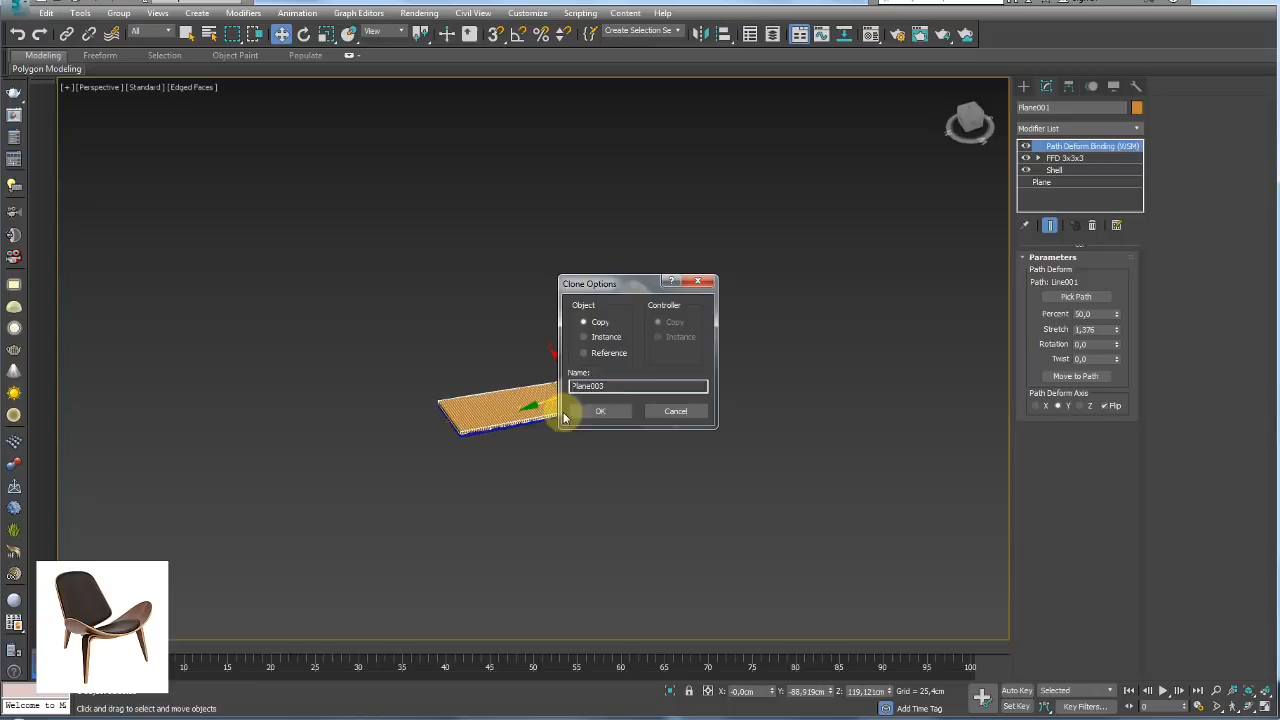 Edit Tools Group Views Create Modifiers Animation Graph Editors Rendering Civil View Customize Scripting Content Help
All View Create Selection Se
Modeling Freeform Selection Object Paint Populate
Polygon Modeling
[+] [Perspective] [Standard] [Edged Faces]
Plane001
Modifier List
Path Deform Binding (WSM)
FFD 3x3x3
Shell
Plane
Parameters
Path Deform
Path: Line001
Pick Path
Percent 50,0
Stretch 1,376
Rotation 0,0
Twist 0,0
Move to Path
Path Deform Axis
X Y Z Flip
Clone Options
Object Controller
Copy Copy
Instance Instance
Reference
Name:
Plane003
OK Cancel
10 15 20 25 30 35 40 45 50 55 60 65 70 75 80 85 90 95 100
X: -0,0cm Y: -88,919cm Z: 119,121cm Grid = 25,4cm Auto Key Selected
Welcome to M Click and drag to select and move objects Add Time Tag Set Key Key Filters... 0